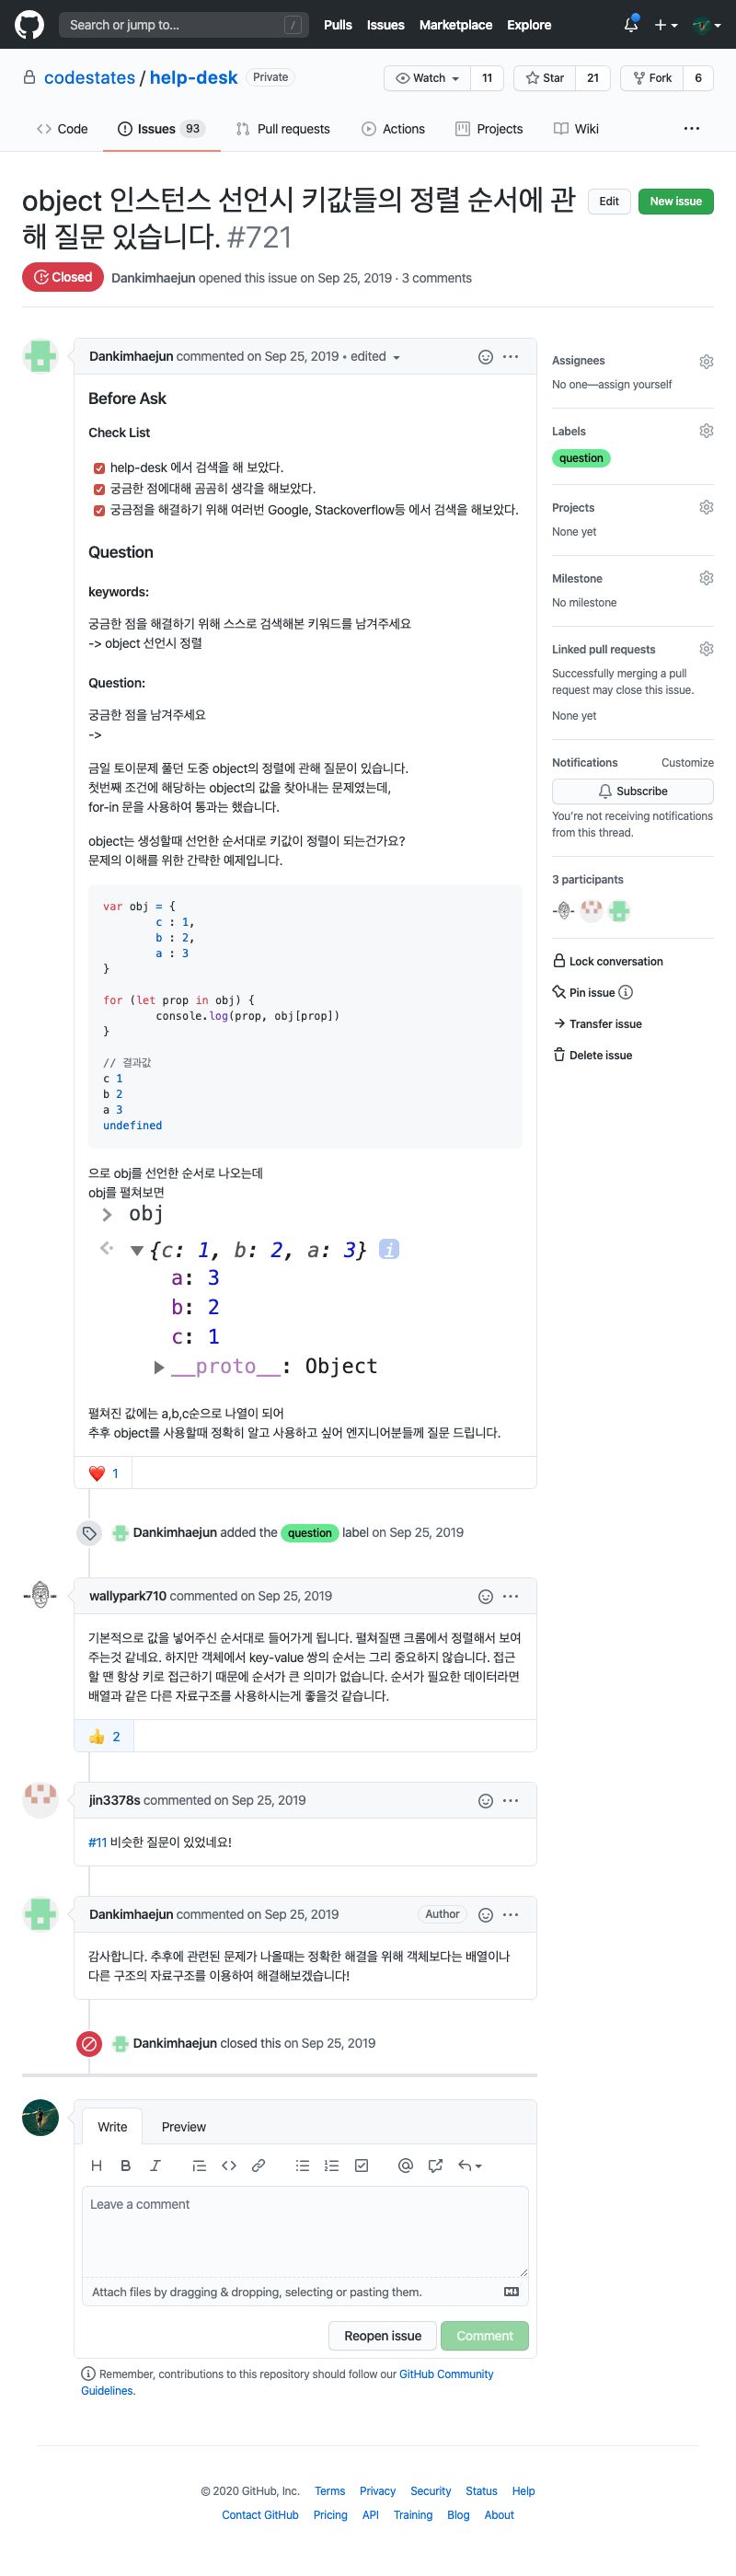 Search or jump to... /
Pulls Issues Marketplace Explore
codestates / help-desk Private
Watch 11 Star 21 Fork 6
Code Issues 93 Pull requests Actions Projects Wiki
object 인스턴스 선언시 키값들의 정렬 순서에 관
해 질문 있습니다. #721
Edit New issue
Closed Dankimhaejun opened this issue on Sep 25, 2019 · 3 comments
Dankimhaejun commented on Sep 25, 2019 • edited
Before Ask
Check List
help-desk 에서 검색을 해 보았다.
궁금한 점에대해 곰곰히 생각을 해보았다.
궁금점을 해결하기 위해 여러번 Google, Stackoverflow등 에서 검색을 해보았다.
Question
keywords:
궁금한 점을 해결하기 위해 스스로 검색해본 키워드를 남겨주세요
-> object 선언시 정렬
Question:
궁금한 점을 남겨주세요
->
금일 토이문제 풀던 도중 object의 정렬에 관해 질문이 있습니다.
첫번째 조건에 해당하는 object의 값을 찾아내는 문제였는데,
for-in 문을 사용하여 통과는 했습니다.
object는 생성할때 선언한 순서대로 키값이 정렬이 되는건가요?
문제의 이해를 위한 간략한 예제입니다.
var obj = {
c : 1,
b : 2,
a : 3
}
for (let prop in obj) {
console.log(prop, obj[prop])
}
// 결과값
c 1
b 2
a 3
undefined
으로 obj를 선언한 순서로 나오는데
obj를 펼쳐보면
> obj
{c: 1, b: 2, a: 3} i
a: 3
b: 2
c: 1
__proto__: Object
펼쳐진 값에는 a,b,c순으로 나열이 되어
추후 object를 사용할때 정확히 알고 사용하고 싶어 엔지니어분들께 질문 드립니다.
❤️ 1
Dankimhaejun added the question label on Sep 25, 2019
wallypark710 commented on Sep 25, 2019
기본적으로 값을 넣어주신 순서대로 들어가게 됩니다. 펼쳐질땐 크롬에서 정렬해서 보여
주는것 같네요. 하지만 객체에서 key-value 쌍의 순서는 그리 중요하지 않습니다. 접근
할 땐 항상 키로 접근하기 때문에 순서가 큰 의미가 없습니다. 순서가 필요한 데이터라면
배열과 같은 다른 자료구조를 사용하시는게 좋을것 같습니다.
👍 2
jin3378s commented on Sep 25, 2019
#11 비슷한 질문이 있었네요!
Dankimhaejun commented on Sep 25, 2019 Author
감사합니다. 추후에 관련된 문제가 나올때는 정확한 해결을 위해 객체보다는 배열이나
다른 구조의 자료구조를 이용하여 해결해보겠습니다!
Dankimhaejun closed this on Sep 25, 2019
Write Preview
Leave a comment
Attach files by dragging & dropping, selecting or pasting them.
Reopen issue Comment
Remember, contributions to this repository should follow our GitHub Community
Guidelines.
Assignees
No one—assign yourself
Labels
question
Projects
None yet
Milestone
No milestone
Linked pull requests
Successfully merging a pull
request may close this issue.
None yet
Notifications Customize
Subscribe
You're not receiving notifications
from this thread.
3 participants
Lock conversation
Pin issue
Transfer issue
Delete issue
© 2020 GitHub, Inc. Terms Privacy Security Status Help
Contact GitHub Pricing API Training Blog About